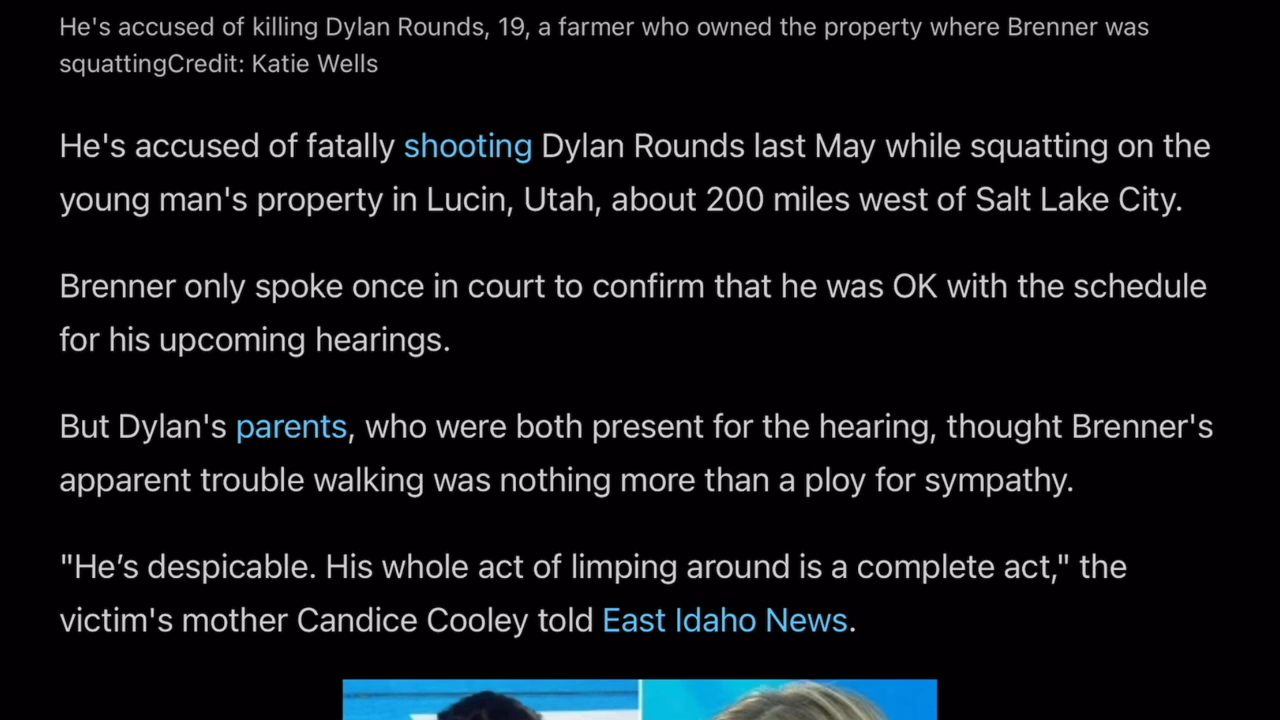 He's accused of killing Dylan Rounds, 19, a farmer who owned the property where Brenner was
squattingCredit: Katie Wells
He's accused of fatally shooting Dylan Rounds last May while squatting on the
young man's property in Lucin, Utah, about 200 miles west of Salt Lake City.
Brenner only spoke once in court to confirm that he was OK with the schedule
for his upcoming hearings.
But Dylan's parents, who were both present for the hearing, thought Brenner's
apparent trouble walking was nothing more than a ploy for sympathy.
"He’s despicable. His whole act of limping around is a complete act," the
victim's mother Candice Cooley told East Idaho News.